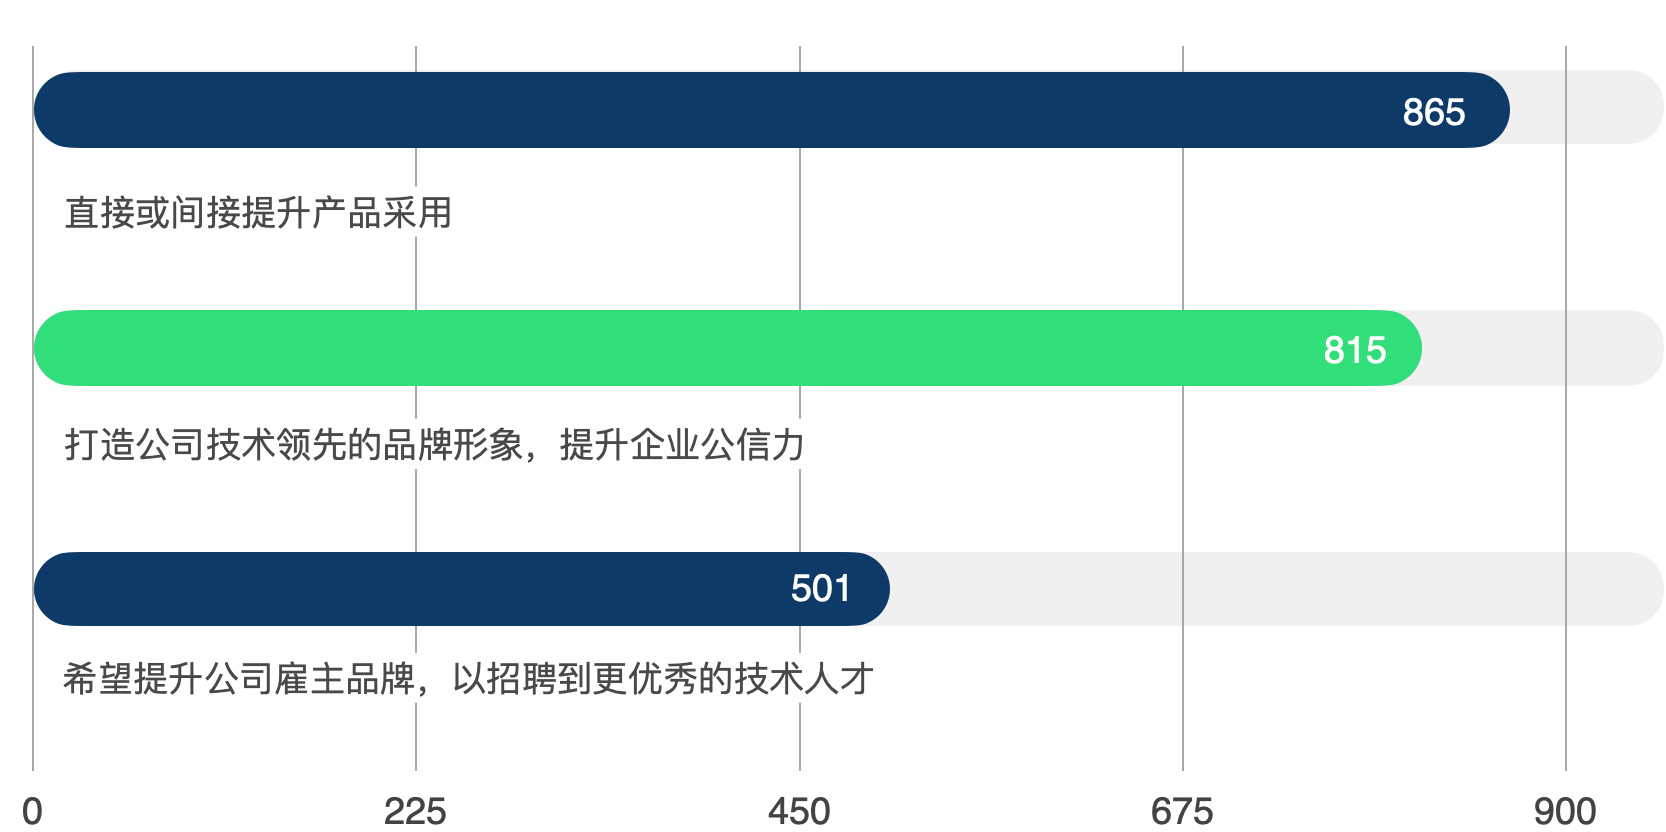 865
直接或间接提升产品采用
815
打造公司技术领先的品牌形象，提升企业公信力
501
希望提升公司雇主品牌，以招聘到更优秀的技术人才
0 225 450 675 900